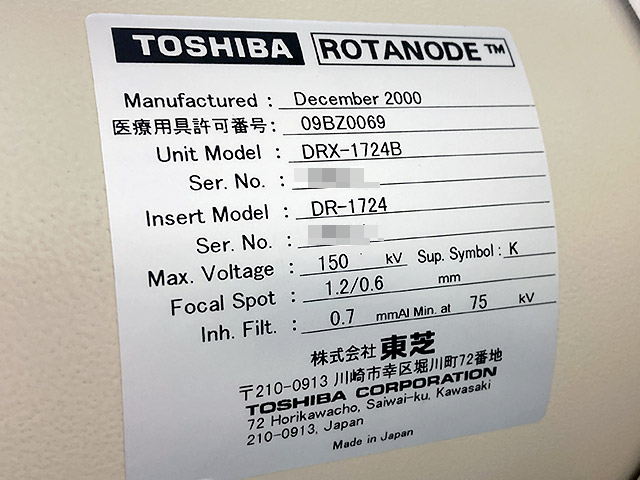 TOSHIBA ROTANODE™
Manufactured : December 2000
医療用具許可番号: 09BZ0069
Unit Model : DRX-1724B
Ser. No. :
Insert Model : DR-1724
Ser. No. :
Max. Voltage : 150 kV Sup. Symbol : K
Focal Spot : 1.2/0.6 mm
Inh. Filt. : 0.7 mmAl Min. at 75 kV
株式会社 東芝
〒210-0913 川崎市幸区堀川町72番地
TOSHIBA CORPORATION
72 Horikawacho, Saiwai-ku, Kawasaki
210-0913, Japan
Made in Japan